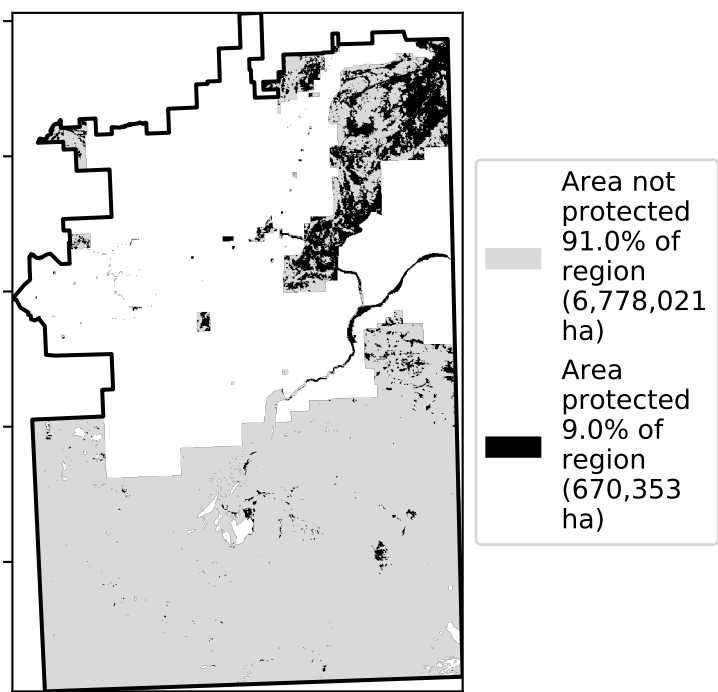 Area not
protected
91.0% of
region
(6,778,021
ha)
Area
protected
9.0% of
region
(670,353
ha)